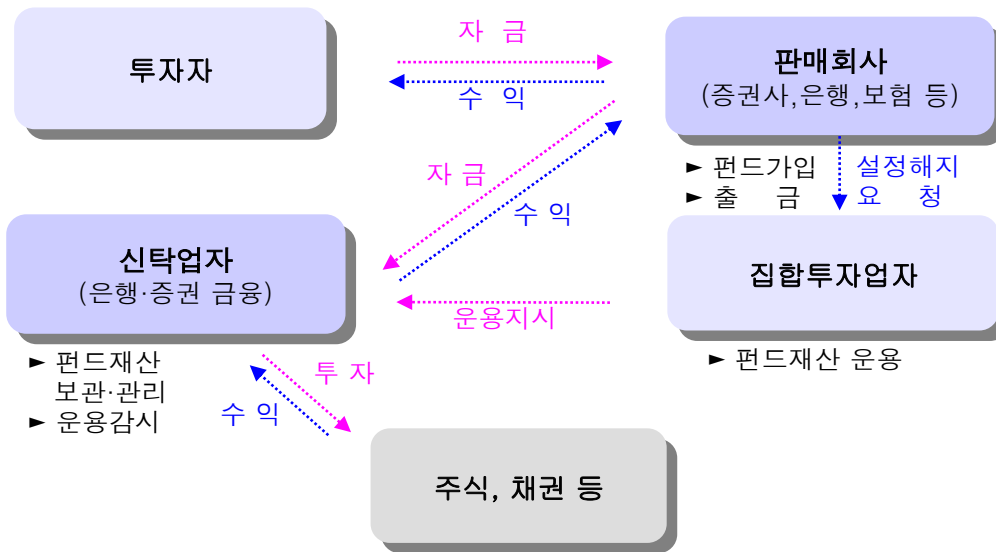 투자자
자 금
수 익
판매회사
(증권사,은행,보험 등)
► 펀드가입
► 출 금
설정해지
요 청
자 금
수 익
신탁업자
(은행·증권 금융)
► 펀드재산
보관·관리
► 운용감시
운용지시
집합투자업자
► 펀드재산 운용
투 자
수 익
주식, 채권 등